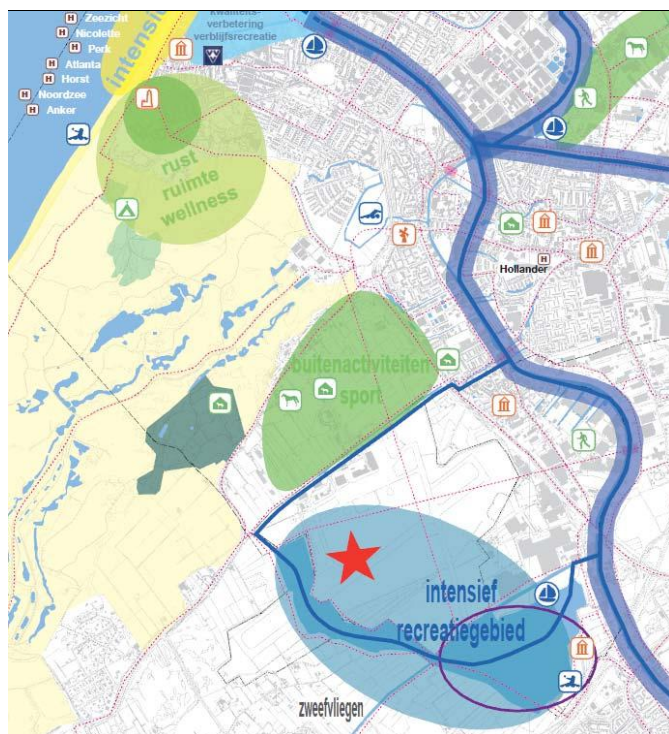 Zeezicht
Nicolette
Perk
Atlanta
Horst
Noordzee
Anker
H
H
H
H
H
H
H
intensi
kwaliteits-
verbetering
verblijfsrecreatie
rust
ruimte
wellness
H
Hollander
buitenactiviteiten
sport
intensief
recreatiegebied
zweefvliegen